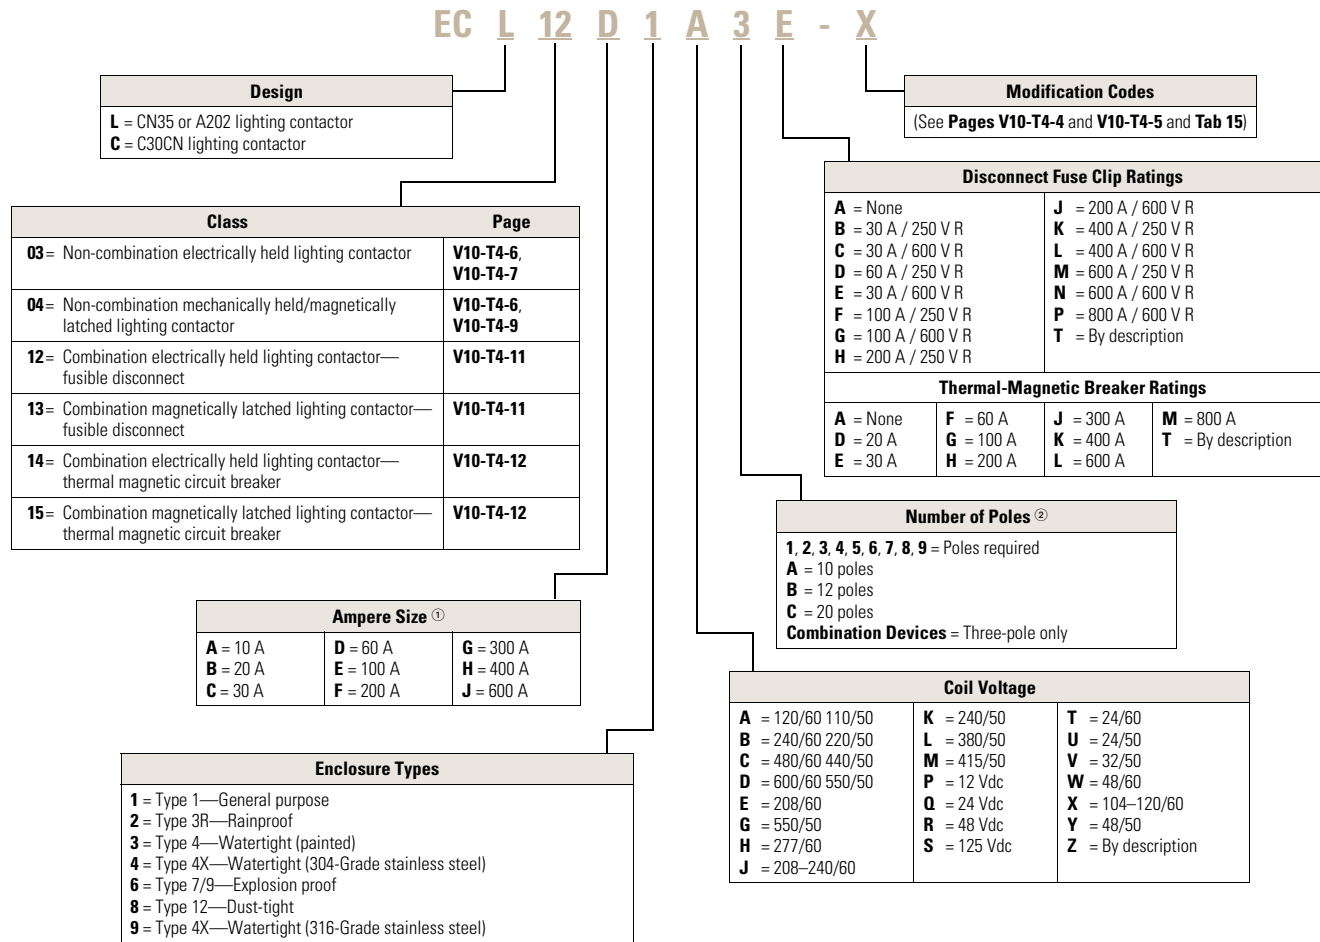 EC L 12 D 1 A 3 E - X
Design
L = CN35 or A202 lighting contactor
C = C30CN lighting contactor
Class Page
03 = Non-combination electrically held lighting contactor V10-T4-6,
V10-T4-7
04 = Non-combination mechanically held/magnetically V10-T4-6,
latched lighting contactor V10-T4-9
12 = Combination electrically held lighting contactor— V10-T4-11
fusible disconnect
13 = Combination magnetically latched lighting contactor— V10-T4-11
fusible disconnect
14 = Combination electrically held lighting contactor— V10-T4-12
thermal magnetic circuit breaker
15 = Combination magnetically latched lighting contactor— V10-T4-12
thermal magnetic circuit breaker
Ampere Size ①
A = 10 A D = 60 A G = 300 A
B = 20 A E = 100 A H = 400 A
C = 30 A F = 200 A J = 600 A
Enclosure Types
1 = Type 1—General purpose
2 = Type 3R—Rainproof
3 = Type 4—Watertight (painted)
4 = Type 4X—Watertight (304-Grade stainless steel)
6 = Type 7/9—Explosion proof
8 = Type 12—Dust-tight
9 = Type 4X—Watertight (316-Grade stainless steel)
Modification Codes
(See Pages V10-T4-4 and V10-T4-5 and Tab 15)
Disconnect Fuse Clip Ratings
A = None J = 200 A / 600 V R
B = 30 A / 250 V R K = 400 A / 250 V R
C = 30 A / 600 V R L = 400 A / 600 V R
D = 60 A / 250 V R M = 600 A / 250 V R
E = 30 A / 600 V R N = 600 A / 600 V R
F = 100 A / 250 V R P = 800 A / 600 V R
G = 100 A / 600 V R T = By description
H = 200 A / 250 V R
Thermal-Magnetic Breaker Ratings
A = None F = 60 A J = 300 A M = 800 A
D = 20 A G = 100 A K = 400 A T = By description
E = 30 A H = 200 A L = 600 A
Number of Poles ②
1, 2, 3, 4, 5, 6, 7, 8, 9 = Poles required
A = 10 poles
B = 12 poles
C = 20 poles
Combination Devices = Three-pole only
Coil Voltage
A = 120/60 110/50 K = 240/50 T = 24/60
B = 240/60 220/50 L = 380/50 U = 24/50
C = 480/60 440/50 M = 415/50 V = 32/50
D = 600/60 550/50 P = 12 Vdc W = 48/60
E = 208/60 Q = 24 Vdc X = 104–120/60
G = 550/50 R = 48 Vdc Y = 48/50
H = 277/60 S = 125 Vdc Z = By description
J = 208–240/60